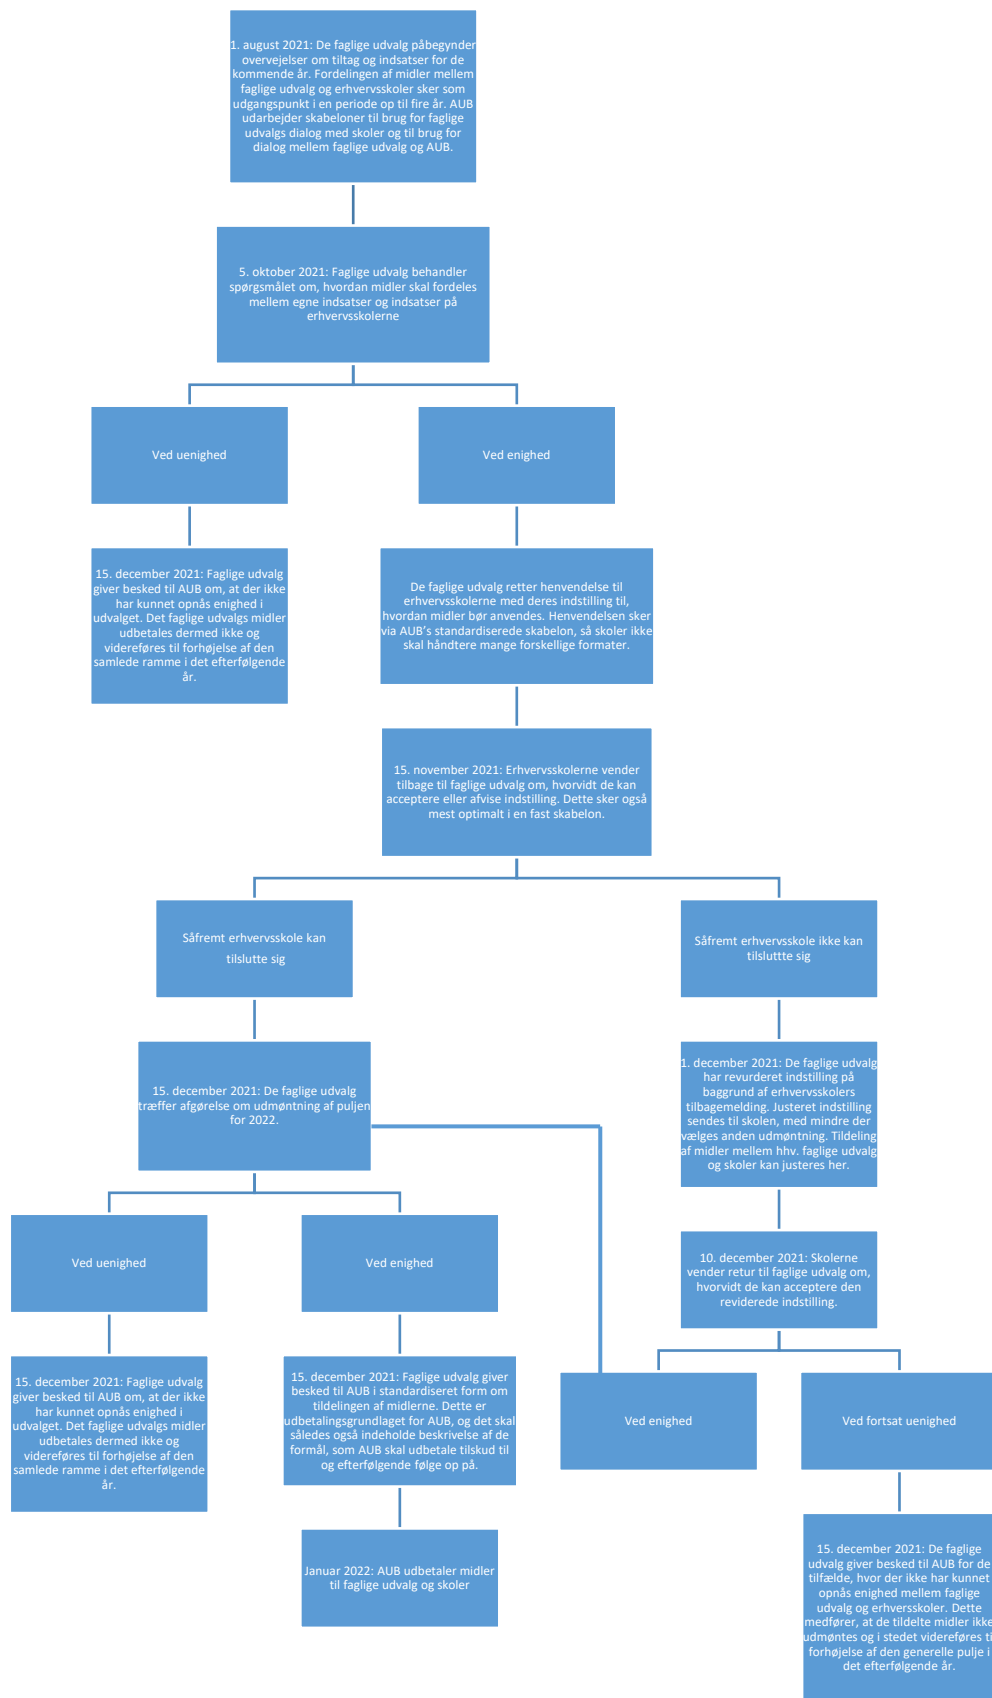 1. august 2021: De faglige udvalg påbegynder
overvejelser om tiltag og indsatser for de
kommende år. Fordelingen af midler mellem
faglige udvalg og erhvervsskoler sker som
udgangspunkt i en periode op til fire år. AUB
udarbejder skabeloner til brug for faglige
udvalgs dialog med skoler og til brug for
dialog mellem faglige udvalg og AUB.
5. oktober 2021: Faglige udvalg behandler
spørgsmålet om, hvordan midler skal fordeles
mellem egne indsatser og indsatser på
erhvervsskolerne
Ved uenighed
Ved enighed
15. december 2021: Faglige udvalg
giver besked til AUB om, at der ikke
har kunnet opnås enighed i
udvalget. Det faglige udvalgs midler
udbetales dermed ikke og
videreføres til forhøjelse af den
samlede ramme i det efterfølgende
år.
De faglige udvalg retter henvendelse til
erhvervsskolerne med deres indstilling til,
hvordan midler bør anvendes. Henvendelsen sker
via AUB's standardiserede skabelon, så skoler ikke
skal håndtere mange forskellige formater.
15. november 2021: Erhvervsskolerne vender
tilbage til faglige udvalg om, hvorvidt de kan
acceptere eller afvise indstilling. Dette sker også
mest optimalt i en fast skabelon.
Såfremt erhvervsskole kan
tilslutte sig
Såfremt erhvervsskole ikke kan
tilsluttte sig
15. december 2021: De faglige udvalg
træffer afgørelse om udmøntning af puljen
for 2022.
1. december 2021: De faglige udvalg
har revurderet indstilling på
baggrund af erhvervsskolers
tilbagemelding. Justeret indstilling
sendes til skolen, med mindre der
vælges anden udmøntning. Tildeling
af midler mellem hhv. faglige udvalg
og skoler kan justeres her.
Ved uenighed
Ved enighed
10. december 2021: Skolerne
vender retur til faglige udvalg om,
hvorvidt de kan acceptere den
reviderede indstilling.
15. december 2021: Faglige udvalg
giver besked til AUB om, at der ikke
har kunnet opnås enighed i
udvalget. Det faglige udvalgs midler
udbetales dermed ikke og
videreføres til forhøjelse af den
samlede ramme i det efterfølgende
år.
15. december 2021: Faglige udvalg giver
besked til AUB i standardiseret form om
tildelingen af midlerne. Dette er
udbetalingsgrundlaget for AUB, og det skal
således også indeholde beskrivelse af de
formål, som AUB skal udbetale tilskud til
og efterfølgende følge op på.
Ved enighed
Ved fortsat uenighed
Januar 2022: AUB udbetaler midler
til faglige udvalg og skoler
15. december 2021: De faglige
udvalg giver besked til AUB for de
tilfælde, hvor der ikke har kunnet
opnås enighed mellem faglige
udvalg og erhversskoler. Dette
medfører, at de tildelte midler ikke
udmøntes og i stedet videreføres ti
forhøjelse af den generelle pulje i
det efterfølgende år.